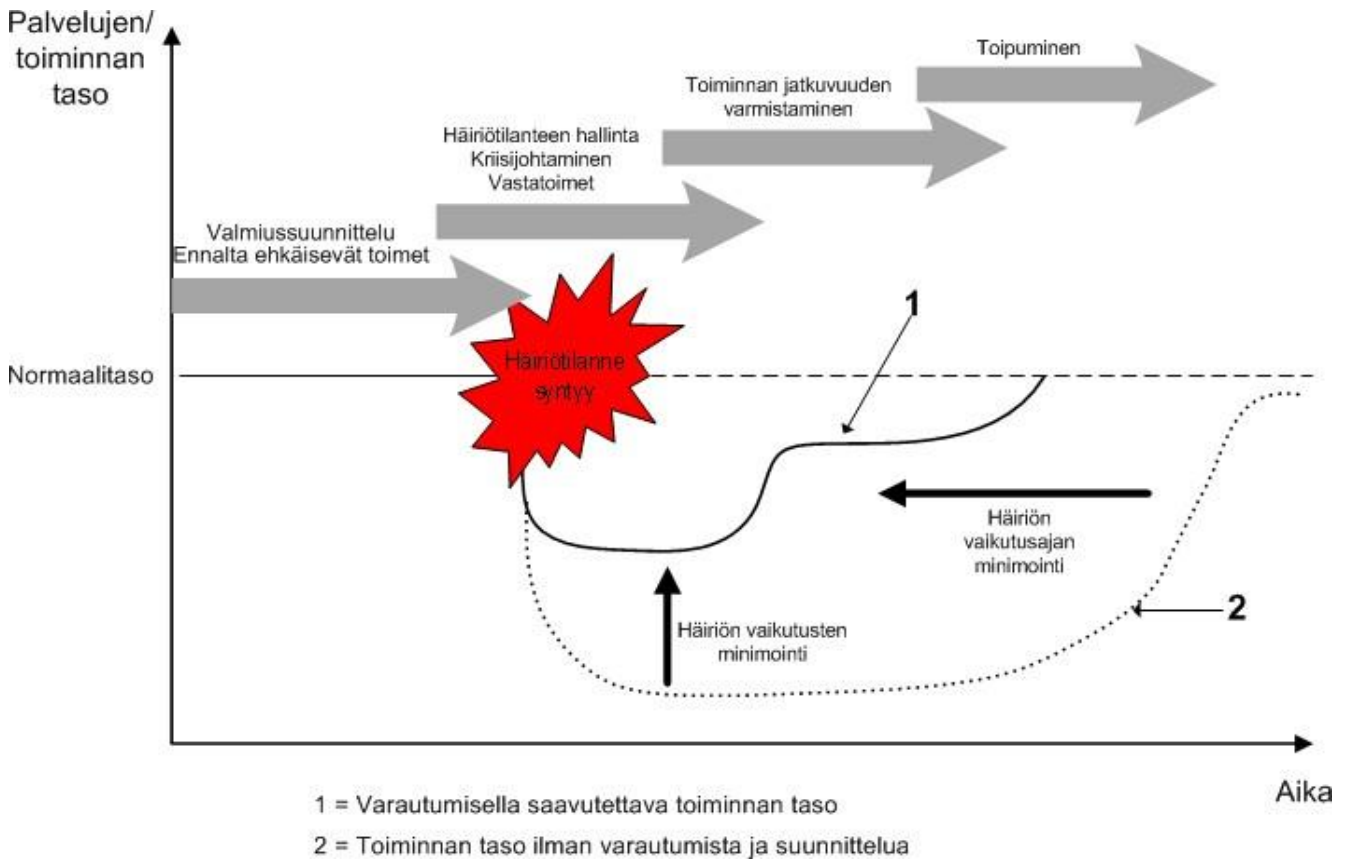 Palvelujen/
toiminnan
taso
Toipuminen
Toiminnan jatkuvuuden
varmistaminen
Häiriötilanteen hallinta
Kriisijohtaminen
Vastatoimet
Valmiussuunnittelu
Ennalta ehkäisevät toimet
1
Normaalitaso
Häiriötilanne
syntyy
Häiriön
vaikutusajan
minimointi
2
Häiriön vaikutusten
minimointi
Aika
1 = Varautumisella saavutettava toiminnan taso
2 = Toiminnan taso ilman varautumista ja suunnittelua